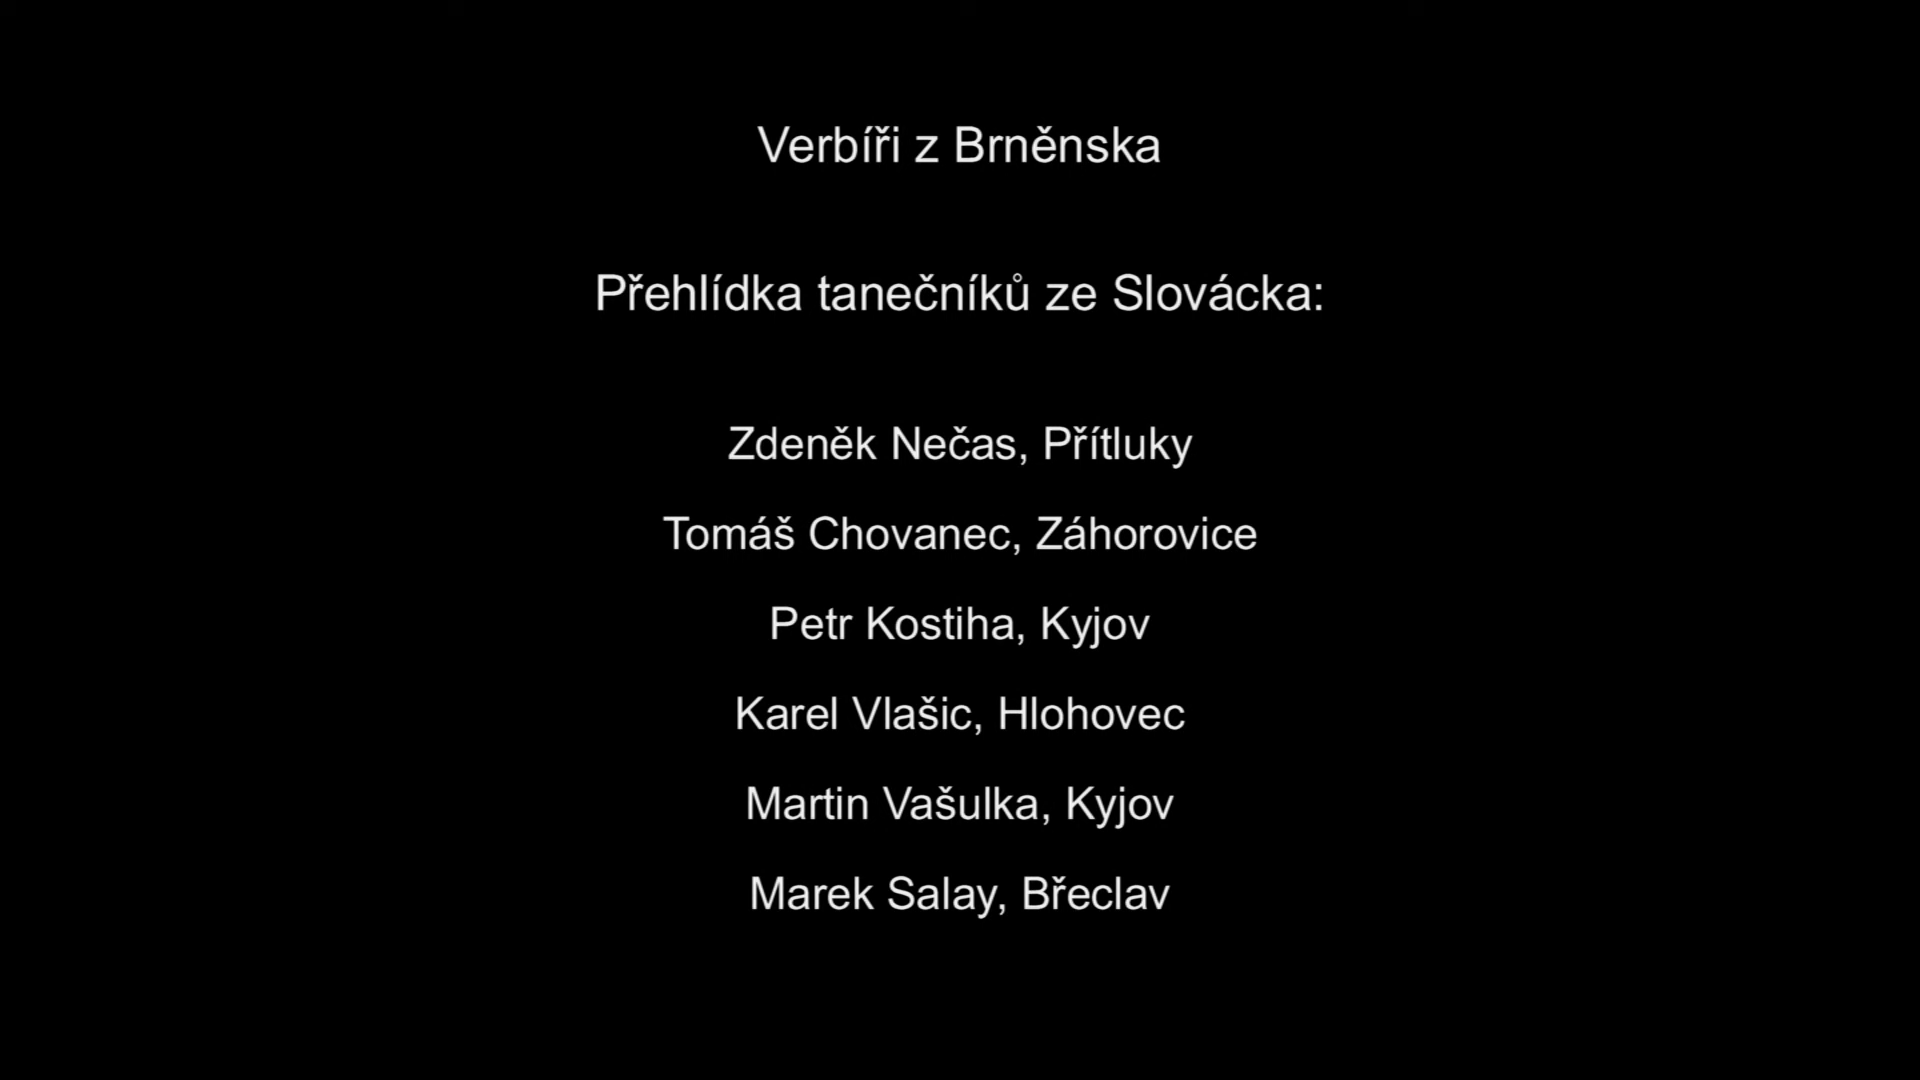 Verbíři z Brněnska
Přehlídka tanečníků ze Slovácka:
Zdeněk Nečas, Přítluky
Tomáš Chovanec, Záhorovice
Petr Kostiha, Kyjov
Karel Vlašic, Hlohovec
Martin Vašulka, Kyjov
Marek Salay, Břeclav